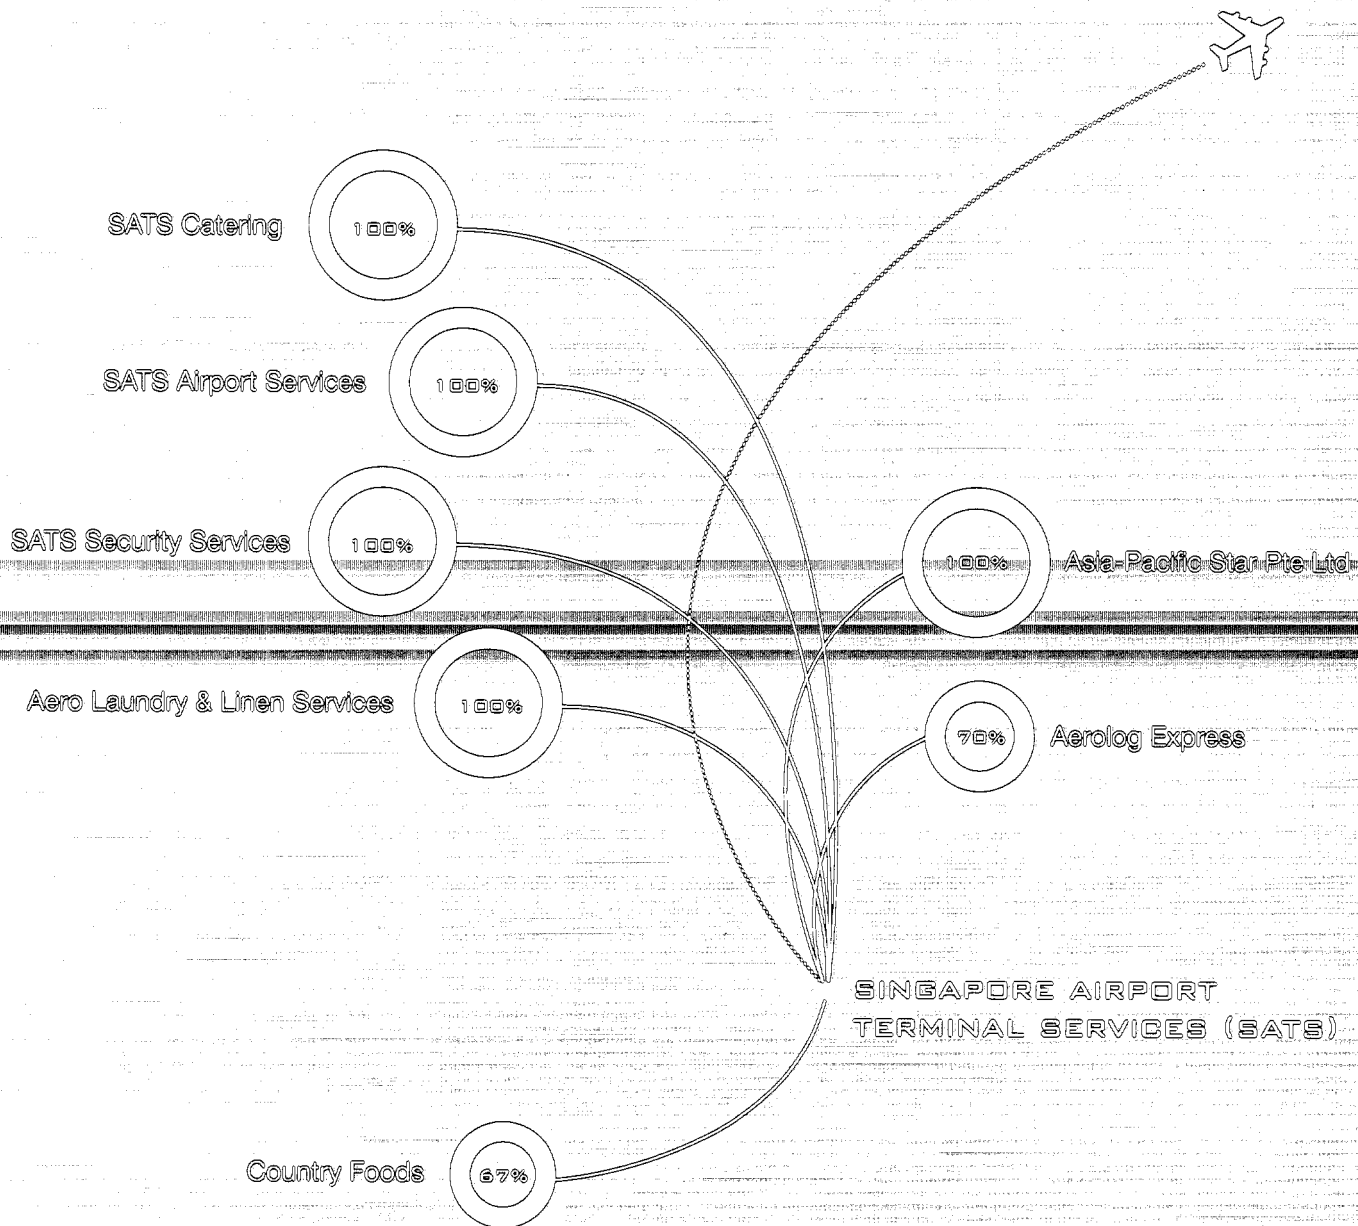 SATS Catering
100%
SATS Airport Services
100%
SATS Security Services
100%
100%
Asia-Pacific Star Pte Ltd
Aero Laundry & Linen Services
100%
70%
Aerolog Express
SINGAPORE AIRPORT
TERMINAL SERVICES (SATS)
Country Foods
67%